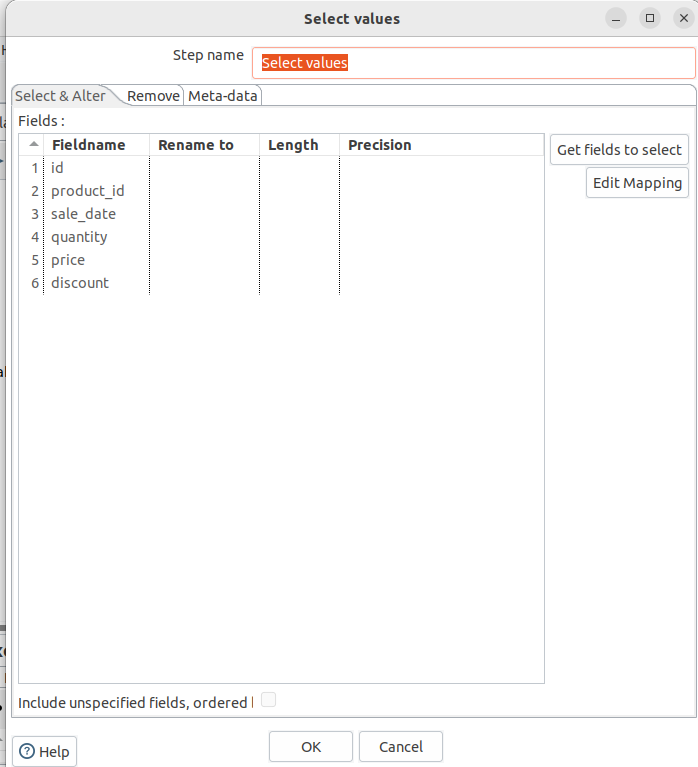 Select values
Step name
Select values
Select & Alter Remove Meta-data
Fields :
Fieldname Rename to Length Precision
Get fields to select
Edit Mapping
1 id
2 product_id
3 sale_date
4 quantity
5 price
6 discount
Include unspecified fields, ordered
? Help
OK
Cancel